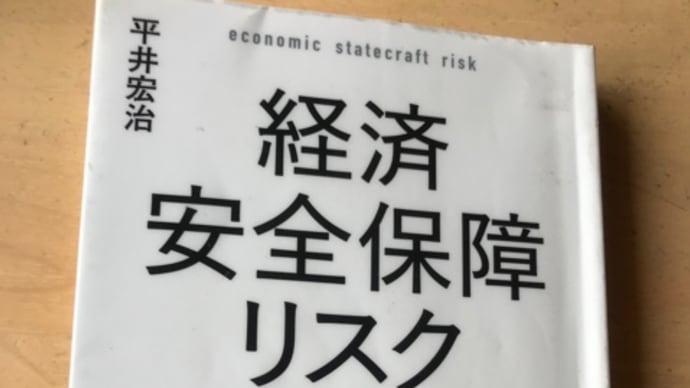 平井宏治
economic statecraft risk
経済
安全保障
リスク